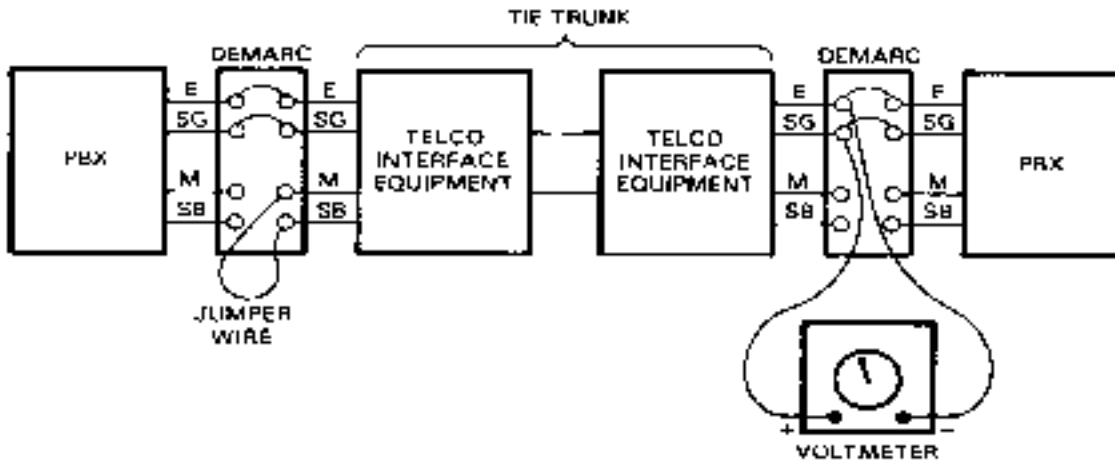 TIE TRUNK
DEMARC
DEMARC
E
E
E
E
SG
SG
SG
SG
PBX
TELCO
INTERFACE
EQUIPMENT
TELCO
INTERFACE
EQUIPMENT
PBX
M
M
M
M
SB
SB
SB
SB
JUMPER
WIRE
+
−
VOLTMETER